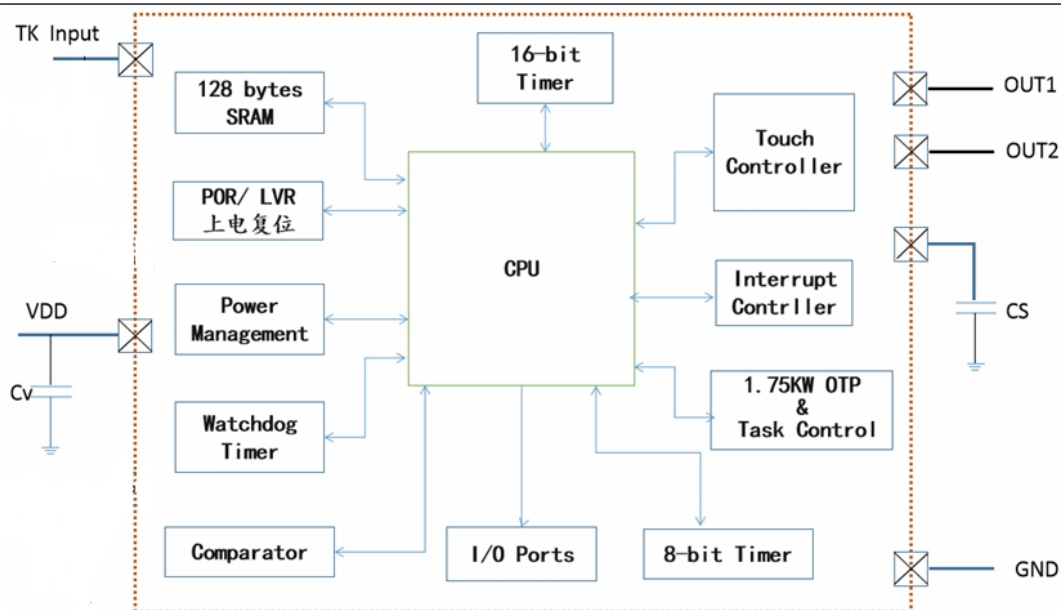 TK Input
16-bit
Timer
128 bytes
SRAM
OUT1
Touch
Controller
OUT2
POR/ LVR
上电复位
CPU
Interrupt
Contrller
VDD
Power
Management
CS
Cv
1.75KW OTP
&
Task Control
Watchdog
Timer
Comparator
I/O Ports
8-bit Timer
GND